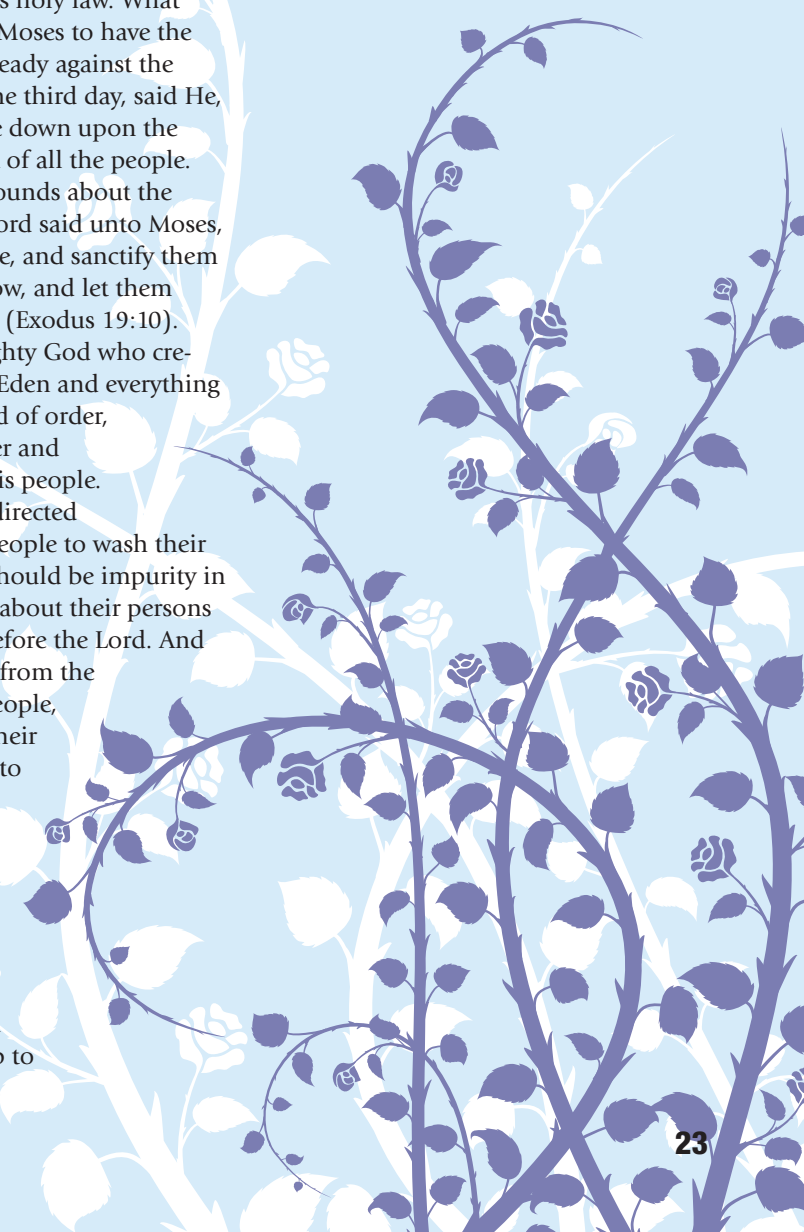 s holy law. What
Moses to have the
eady against the
ne third day, said He,
e down upon the
of all the people.
ounds about the
ord said unto Moses,
e, and sanctify them
ow, and let them
(Exodus 19:10).
ghty God who cre-
Eden and everything
d of order,
er and
is people.
directed
eople to wash their
hould be impurity in
about their persons
efore the Lord. And
from the
eople,
heir
to
o to
23